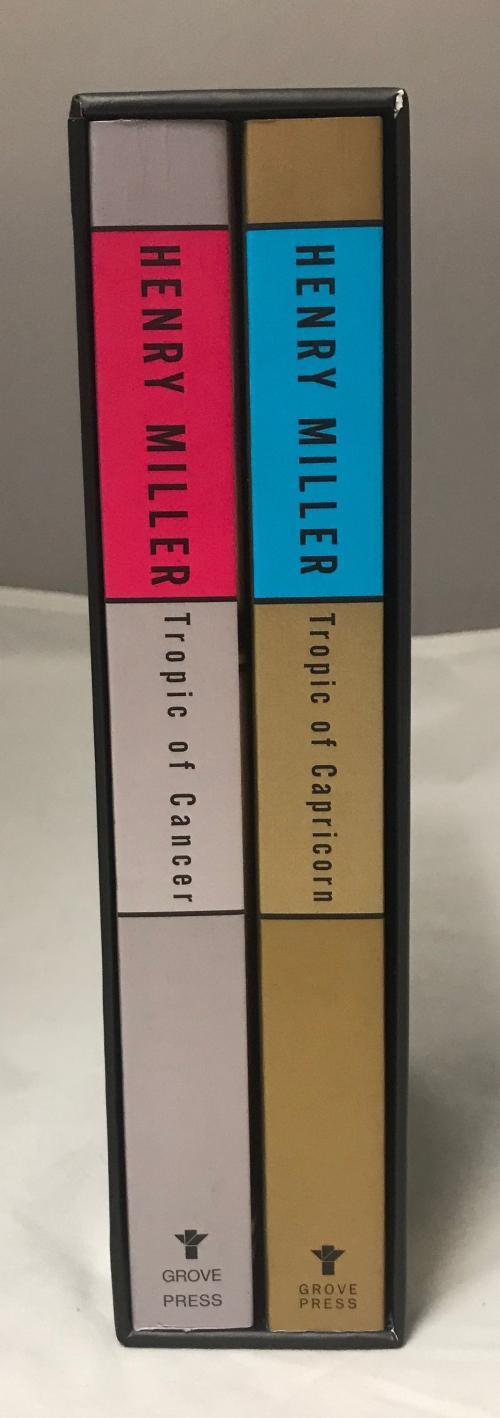 HENRY MILLER
Tropic of Cancer
GROVE
PRESS
HENRY MILLER
Tropic of Capricorn
GROVE
PRESS